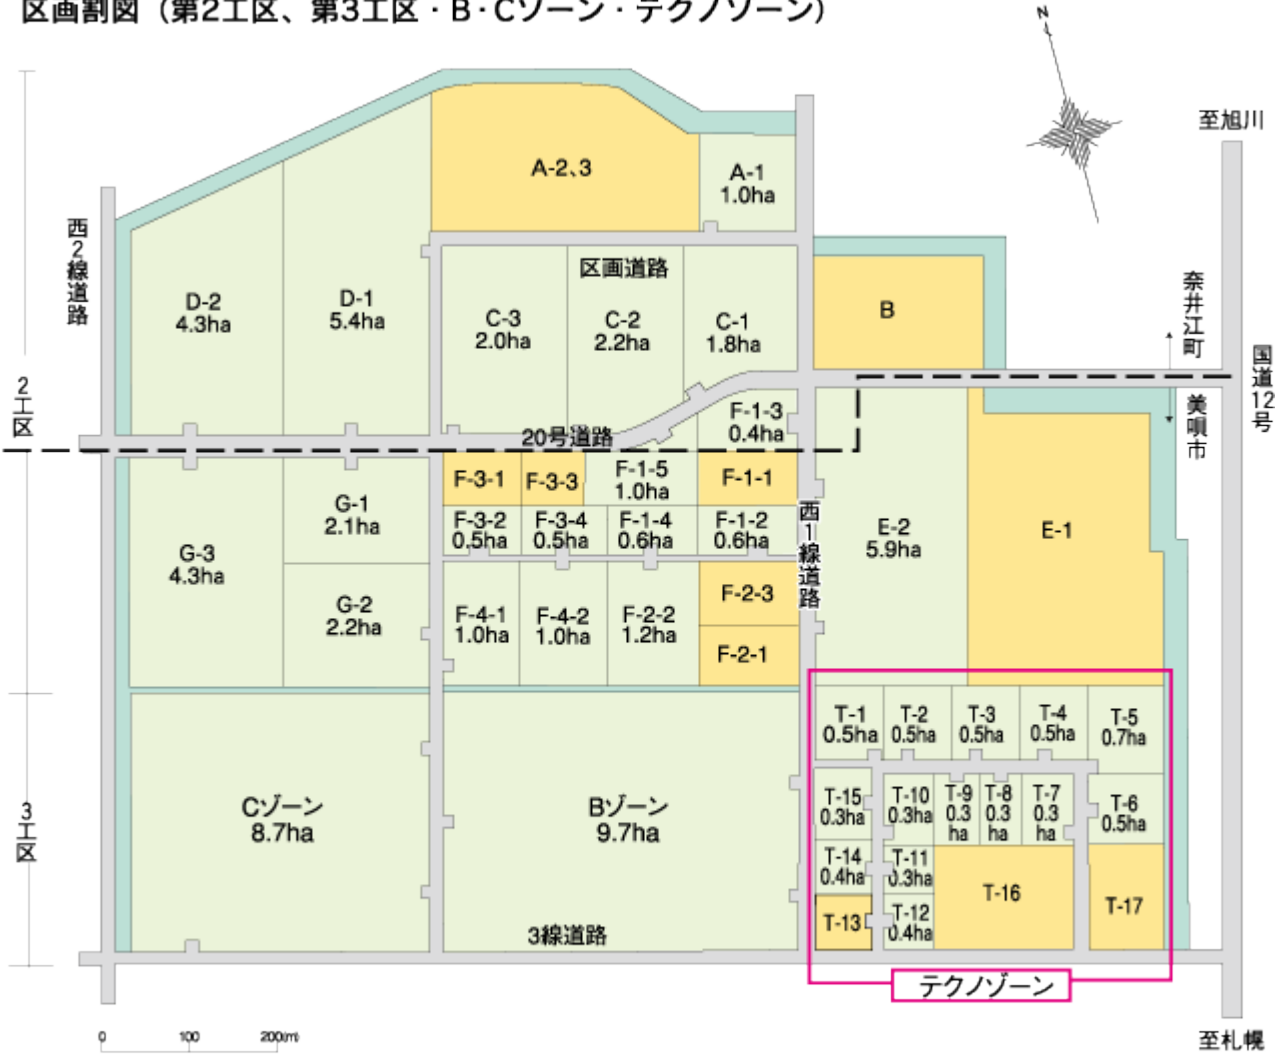 区画割図（第2工区、第3工区・B・Cゾーン・テクノゾーン）
N
至旭川
A-2、3
A-1
1.0ha
西2線道路
D-2
4.3ha
D-1
5.4ha
区画道路
C-3
2.0ha
C-2
2.2ha
C-1
1.8ha
B
奈井江町
国道12号
美唄市
2工区
20号道路
F-1-3
0.4ha
F-3-1
F-3-3
F-1-5
1.0ha
F-1-1
G-1
2.1ha
F-3-2
0.5ha
F-3-4
0.5ha
F-1-4
0.6ha
F-1-2
0.6ha
西1線道路
E-2
5.9ha
E-1
G-3
4.3ha
G-2
2.2ha
F-4-1
1.0ha
F-4-2
1.0ha
F-2-2
1.2ha
F-2-3
F-2-1
T-1
0.5ha
T-2
0.5ha
T-3
0.5ha
T-4
0.5ha
T-5
0.7ha
3工区
Cゾーン
8.7ha
Bゾーン
9.7ha
T-15
0.3ha
T-10
0.3ha
T-9
0.3
ha
T-8
0.3
ha
T-7
0.3
ha
T-6
0.5ha
T-14
0.4ha
T-11
0.3ha
T-13
T-12
0.4ha
T-16
T-17
3線道路
テクノゾーン
0 100 200(m)
至札幌